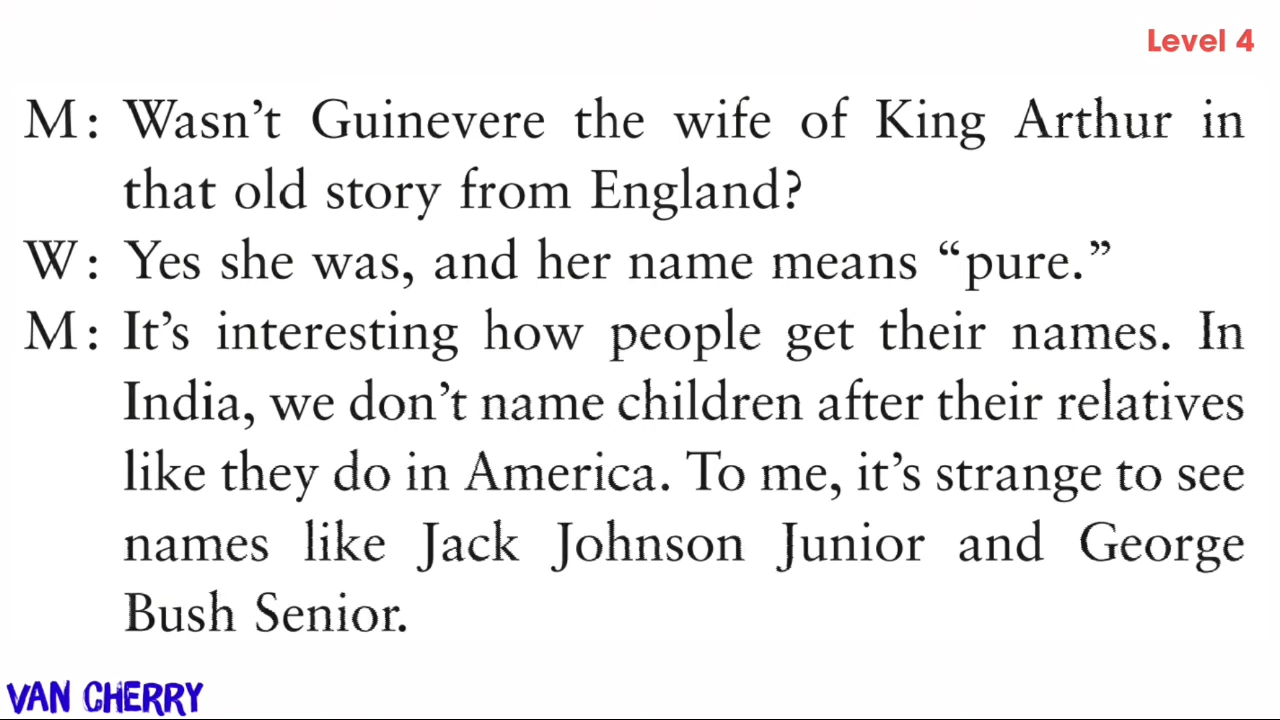 Level 4
M: Wasn't Guinevere the wife of King Arthur in
that old story from England?
W: Yes she was, and her name means “pure.”
M: It's interesting how people get their names. In
India, we don't name children after their relatives
like they do in America. To me, it's strange to see
names like Jack Johnson Junior and George
Bush Senior.
VAN CHERRY